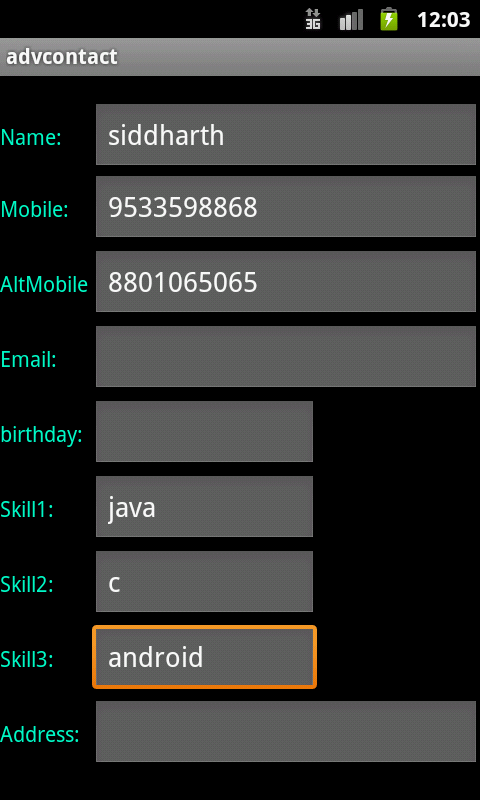 3G 12:03
advcontact
Name: siddharth
Mobile: 9533598868
AltMobile 8801065065
Email:
birthday:
Skill1: java
Skill2: c
Skill3: android
Address: